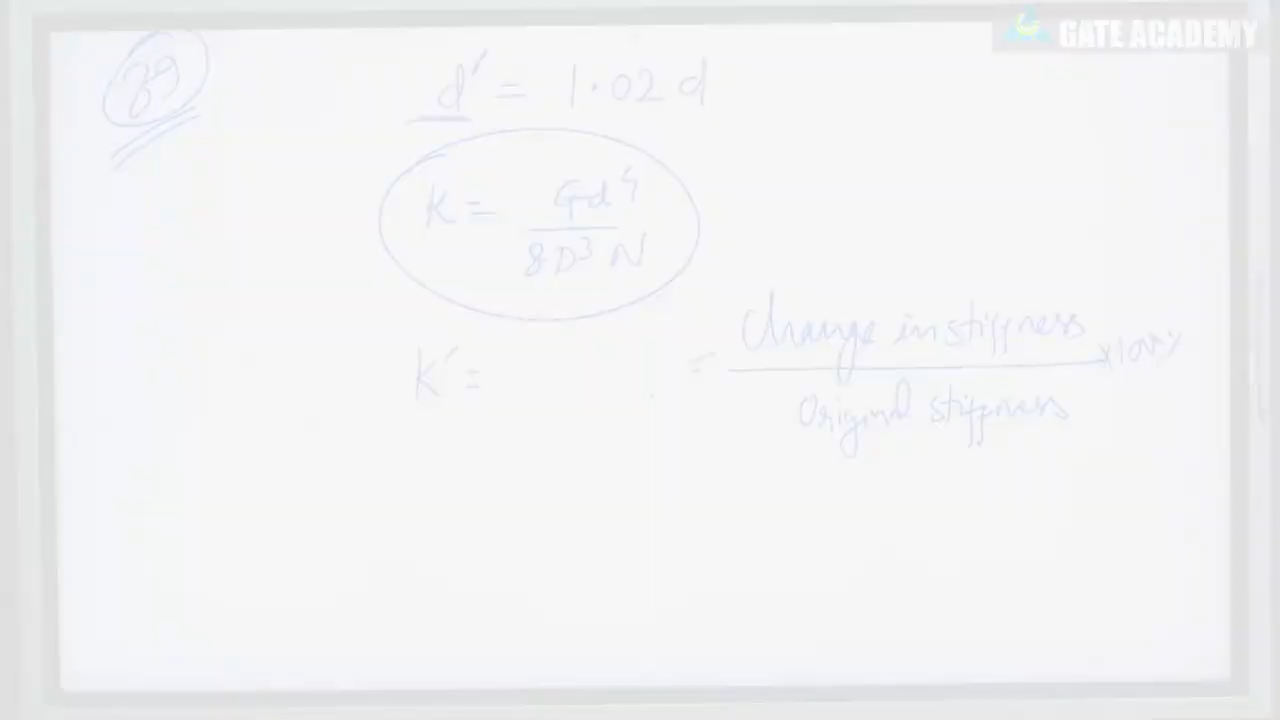 GATE ACADEMY
89
d′ = 1.02 d
K = Gd⁴ / 8D³N
K′ =
= Change in stiffness / Original stiffness × 100%